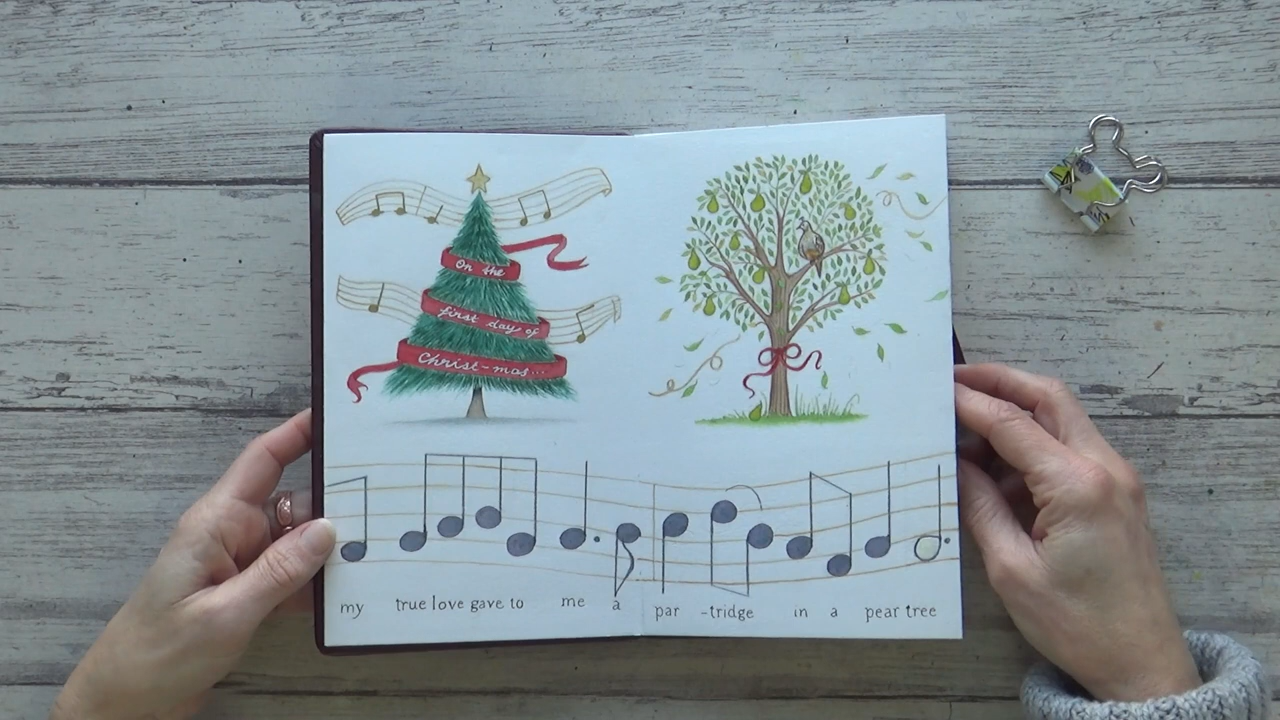 On the
first day of
Christ-mas...
my true love gave to me a par -tridge in a pear tree